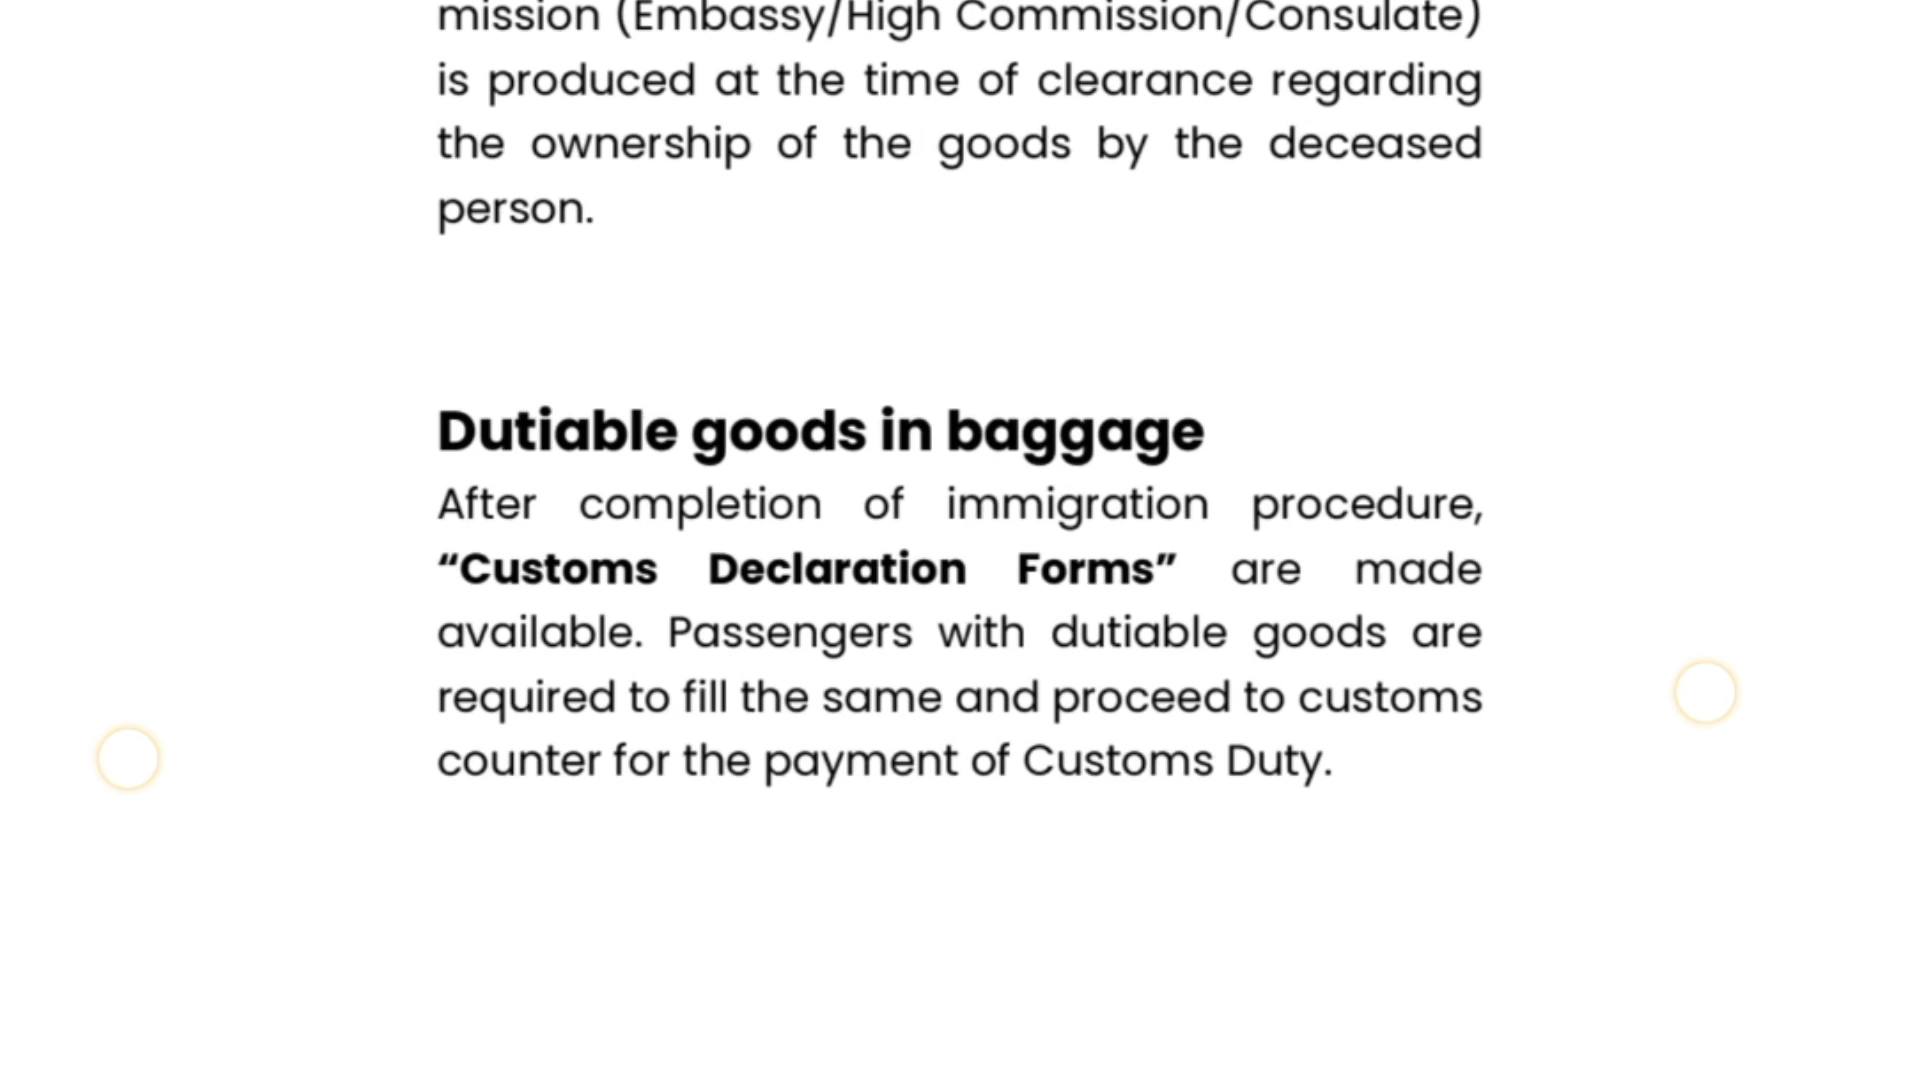 mission (Embassy/High Commission/Consulate)
is produced at the time of clearance regarding
the ownership of the goods by the deceased
person.
Dutiable goods in baggage
After completion of immigration procedure,
“Customs Declaration Forms” are made
available. Passengers with dutiable goods are
required to fill the same and proceed to customs
counter for the payment of Customs Duty.